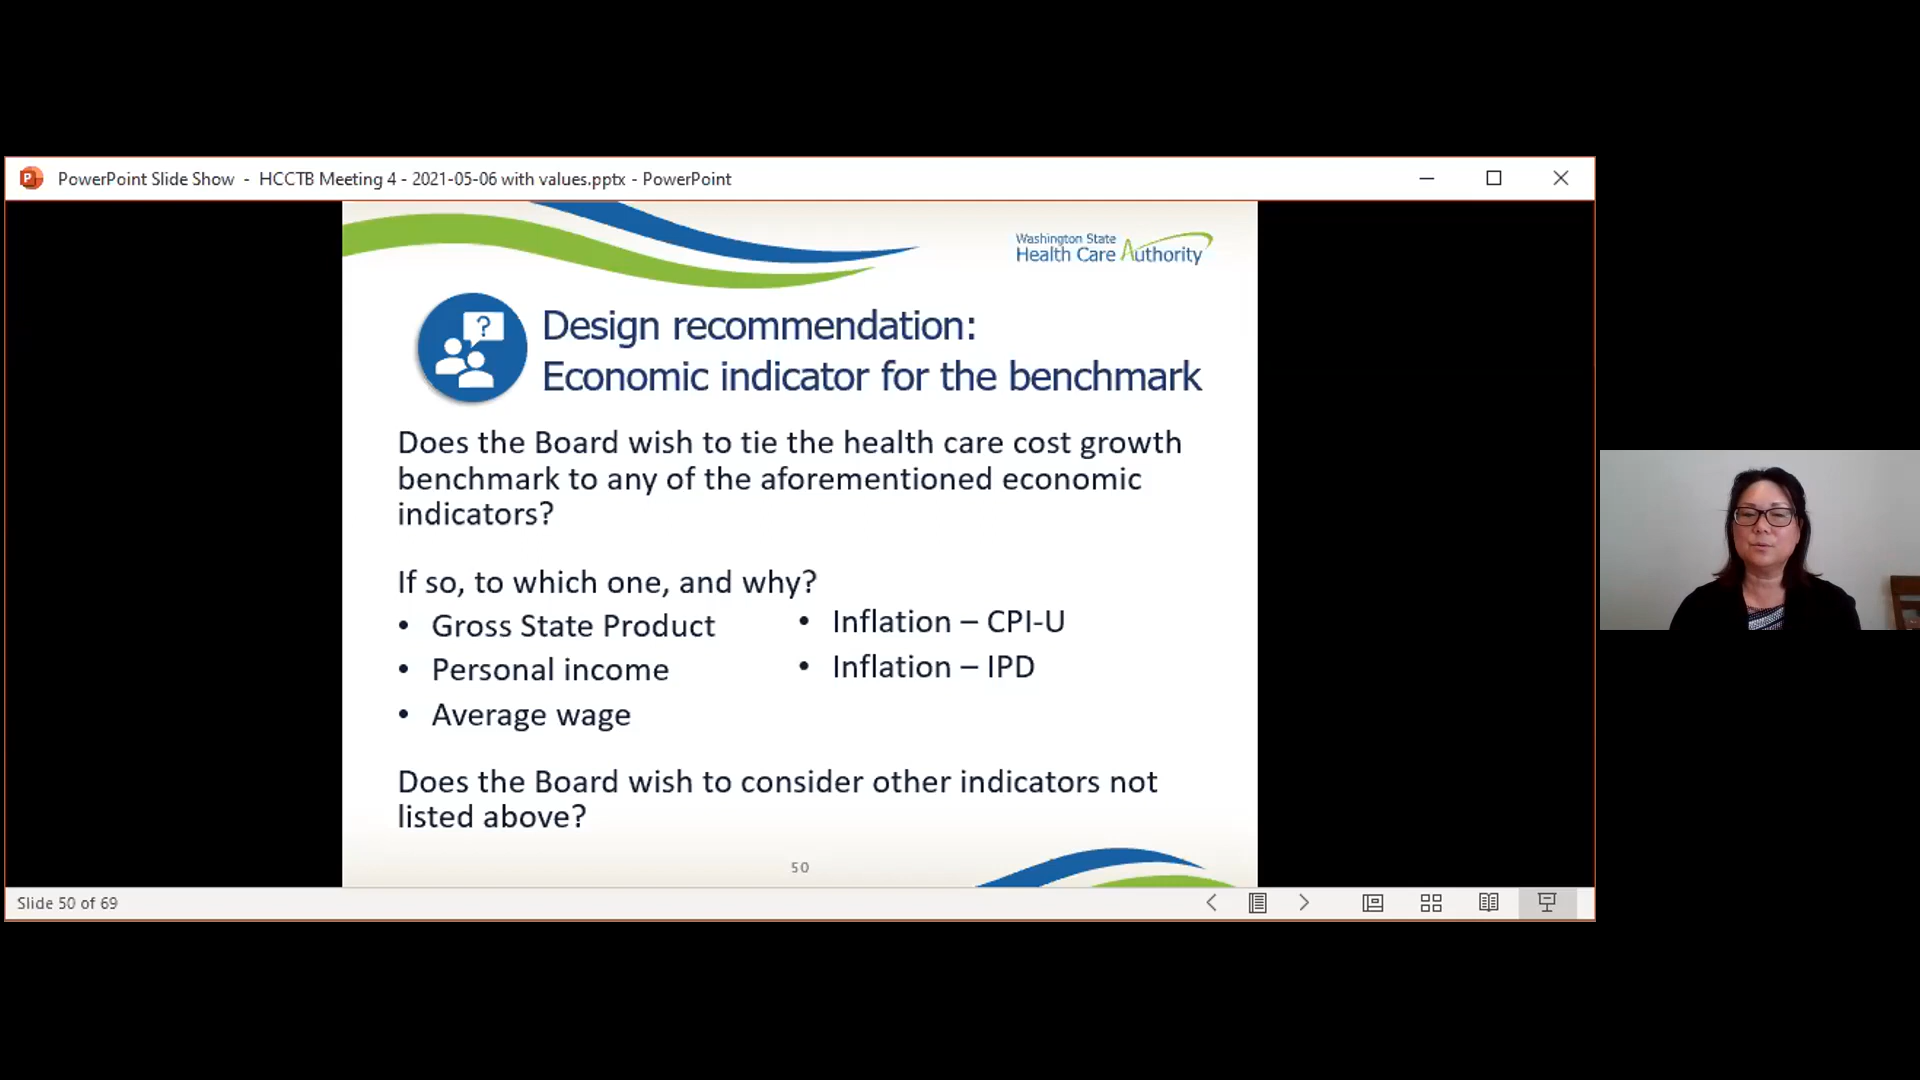 PowerPoint Slide Show - HCCTB Meeting 4 - 2021-05-06 with values.pptx - PowerPoint
Washington State
Health Care Authority
?
Design recommendation:
Economic indicator for the benchmark
Does the Board wish to tie the health care cost growth
benchmark to any of the aforementioned economic
indicators?
If so, to which one, and why?
• Gross State Product
• Personal income
• Average wage
• Inflation – CPI-U
• Inflation – IPD
Does the Board wish to consider other indicators not
listed above?
50
Slide 50 of 69